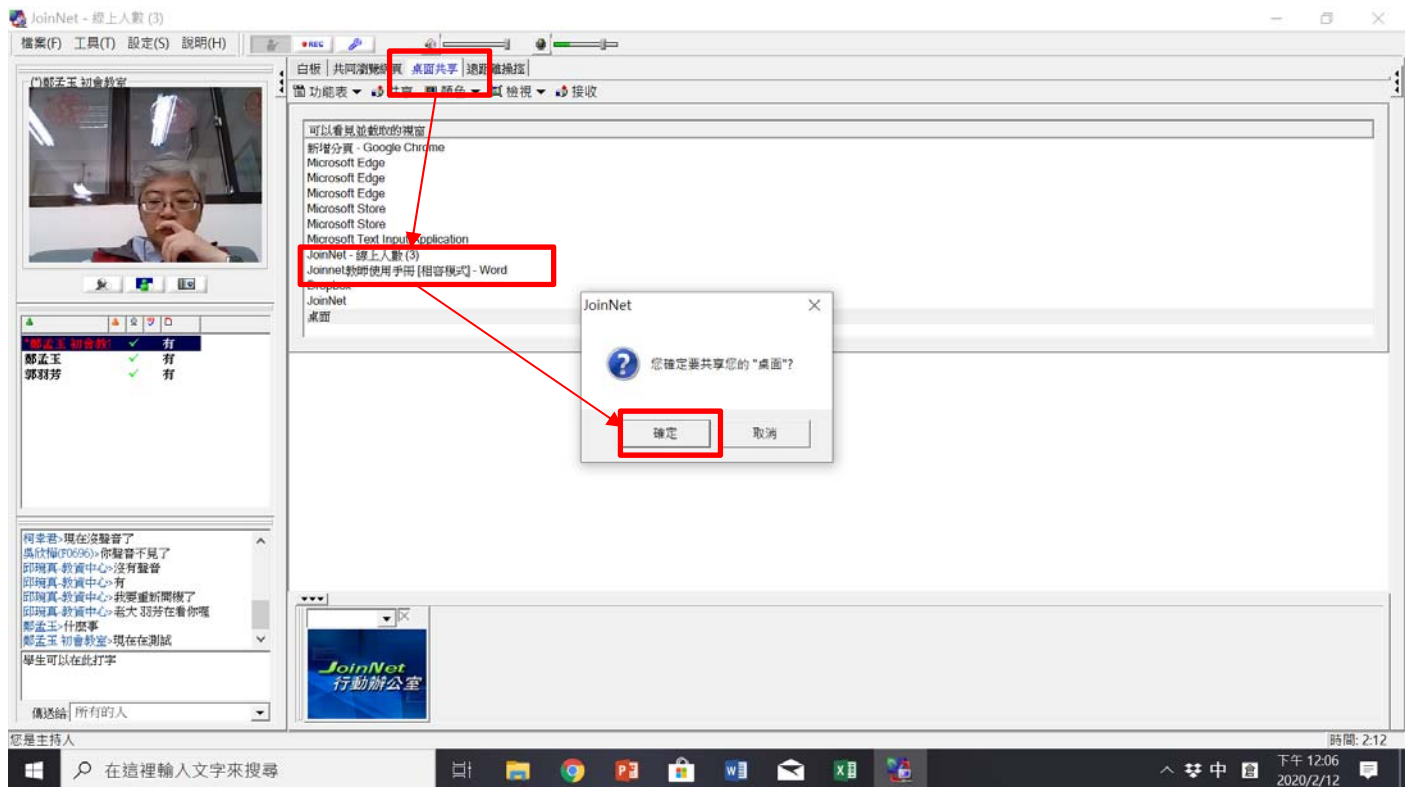 JoinNet - 線上人數 (3)
檔案(F) 工具(T) 設定(S) 說明(H)
REC
(*)鄭孟玉 初會教室
白板 共同瀏覽網頁 桌面共享 遠距離操控
功能表 共享 顏色 檢視 接收
可以看見並截取的視窗
新增分頁 - Google Chrome
Microsoft Edge
Microsoft Edge
Microsoft Edge
Microsoft Store
Microsoft Store
Microsoft Text Input Application
JoinNet - 線上人數 (3)
Joinnet教師使用手冊 [相容模式] - Word
Dropbox
JoinNet
桌面
JoinNet
您確定要共享您的 "桌面"?
確定 取消
*鄭孟玉 初會教 有
鄭孟玉 有
郭羽芳 有
柯幸君>現在沒聲音了
吳欣樺(F0696)>你聲音不見了
邱琬真-教資中心>沒有聲音
邱琬真-教資中心>有
邱琬真-教資中心>我要重新開機了
邱琬真-教資中心>老大 羽芳在看你喔
鄭孟玉>什麼事
鄭孟玉 初會教室>現在在測試
學生可以在此打字
傳送給 所有的人
JoinNet
行動辦公室
您是主持人
時間: 2:12
在這裡輸入文字來搜尋
中
倉
下午 12:06
2020/2/12